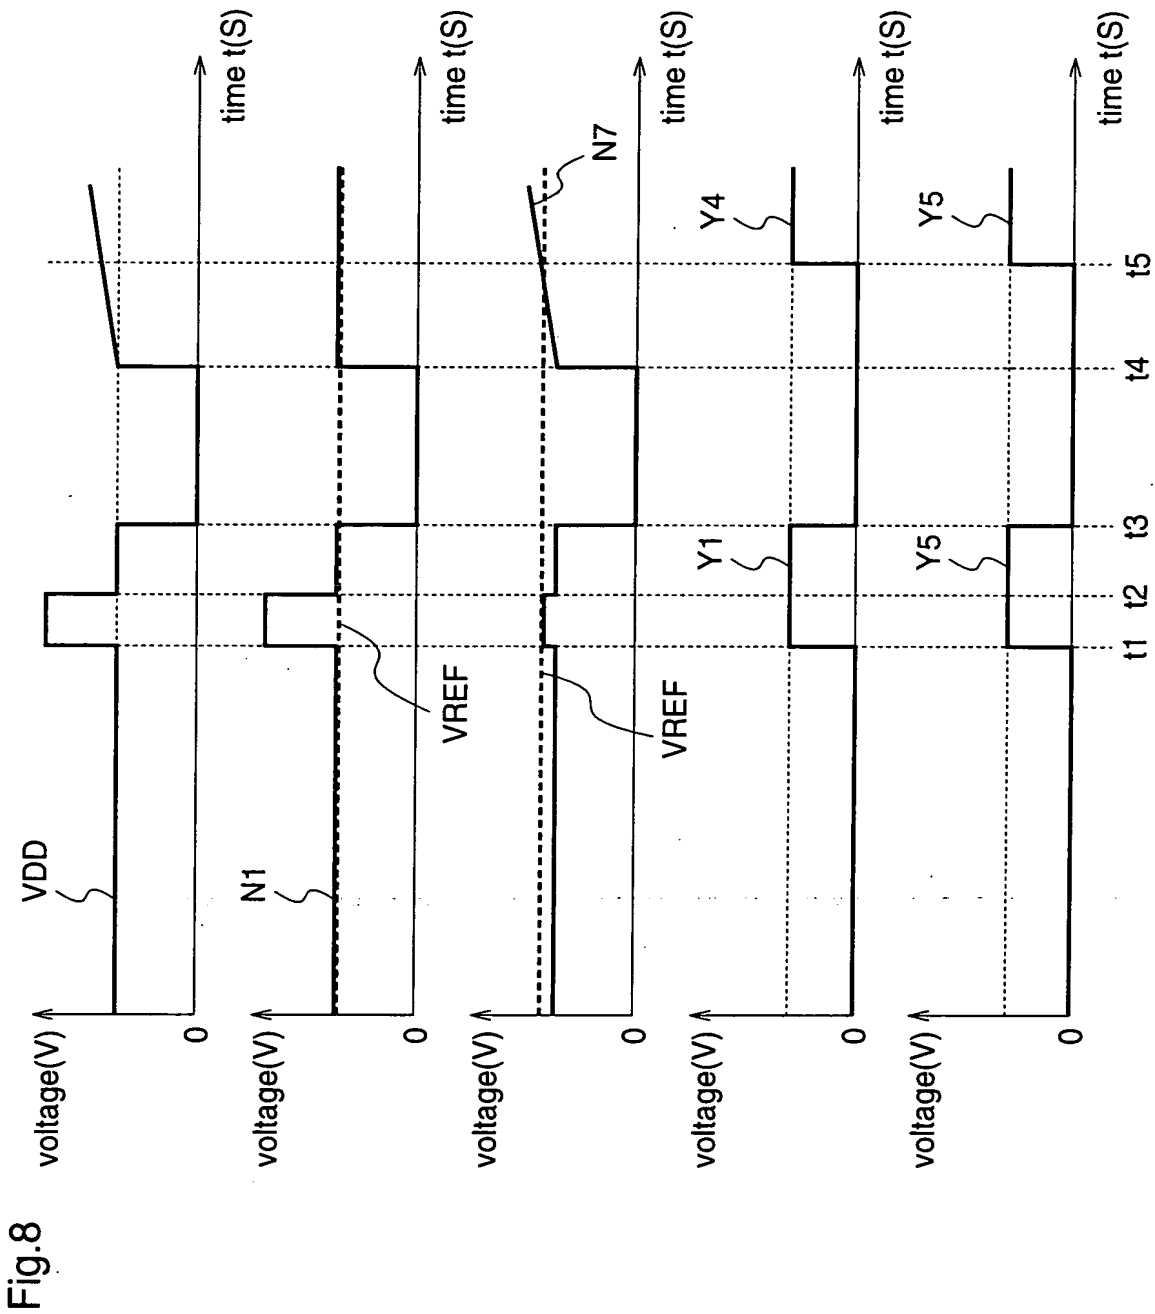 Fig.8
voltage(V)
VDD
0
time t(S)
voltage(V)
N1
VREF
0
time t(S)
voltage(V)
VREF
N7
0
time t(S)
voltage(V)
Y1
Y4
0
time t(S)
voltage(V)
Y5
Y5
0
time t(S)
t1
t2
t3
t4
t5